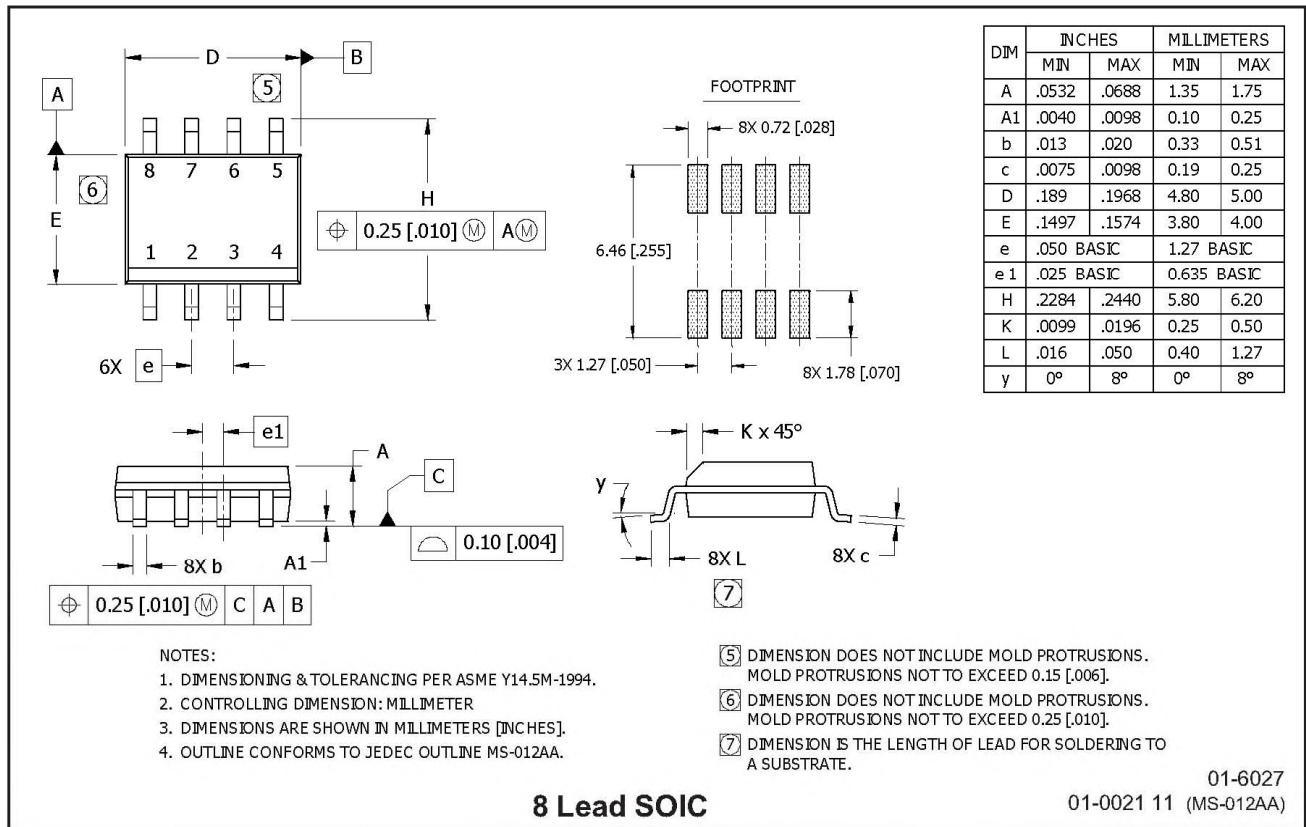 D
B
5
A
8 7 6 5
6
E
H
⌖ 0.25 [.010] Ⓜ AⓂ
1 2 3 4
6X e
FOOTPRINT
8X 0.72 [.028]
6.46 [.255]
3X 1.27 [.050]
8X 1.78 [.070]
DIM INCHES MILLIMETERS
MIN MAX MIN MAX
A .0532 .0688 1.35 1.75
A1 .0040 .0098 0.10 0.25
b .013 .020 0.33 0.51
c .0075 .0098 0.19 0.25
D .189 .1968 4.80 5.00
E .1497 .1574 3.80 4.00
e .050 BASIC 1.27 BASIC
e 1 .025 BASIC 0.635 BASIC
H .2284 .2440 5.80 6.20
K .0099 .0196 0.25 0.50
L .016 .050 0.40 1.27
y 0° 8° 0° 8°
e1
A
C
0.10 [.004]
A1
8X b
⌖ 0.25 [.010] Ⓜ C A B
K x 45°
y
8X L
7
8X c
NOTES:
1. DIMENSIONING & TOLERANCING PER ASME Y14.5M-1994.
2. CONTROLLING DIMENSION: MILLIMETER
3. DIMENSIONS ARE SHOWN IN MILLIMETERS [INCHES].
4. OUTLINE CONFORMS TO JEDEC OUTLINE MS-012AA.
5 DIMENSION DOES NOT INCLUDE MOLD PROTRUSIONS.
MOLD PROTRUSIONS NOT TO EXCEED 0.15 [.006].
6 DIMENSION DOES NOT INCLUDE MOLD PROTRUSIONS.
MOLD PROTRUSIONS NOT TO EXCEED 0.25 [.010].
7 DIMENSION IS THE LENGTH OF LEAD FOR SOLDERING TO
A SUBSTRATE.
8 Lead SOIC
01-6027
01-0021 11 (MS-012AA)